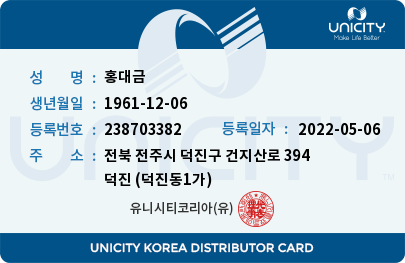 UNICITY
Make Life Better
성 명 : 홍대금
생년월일 : 1961-12-06
등록번호 : 238703382 등록일자 : 2022-05-06
주 소 : 전북 전주시 덕진구 건지산로 394
덕진 (덕진동1가)
유니시티코리아(유)
UNICITY
UNICITY KOREA DISTRIBUTOR CARD